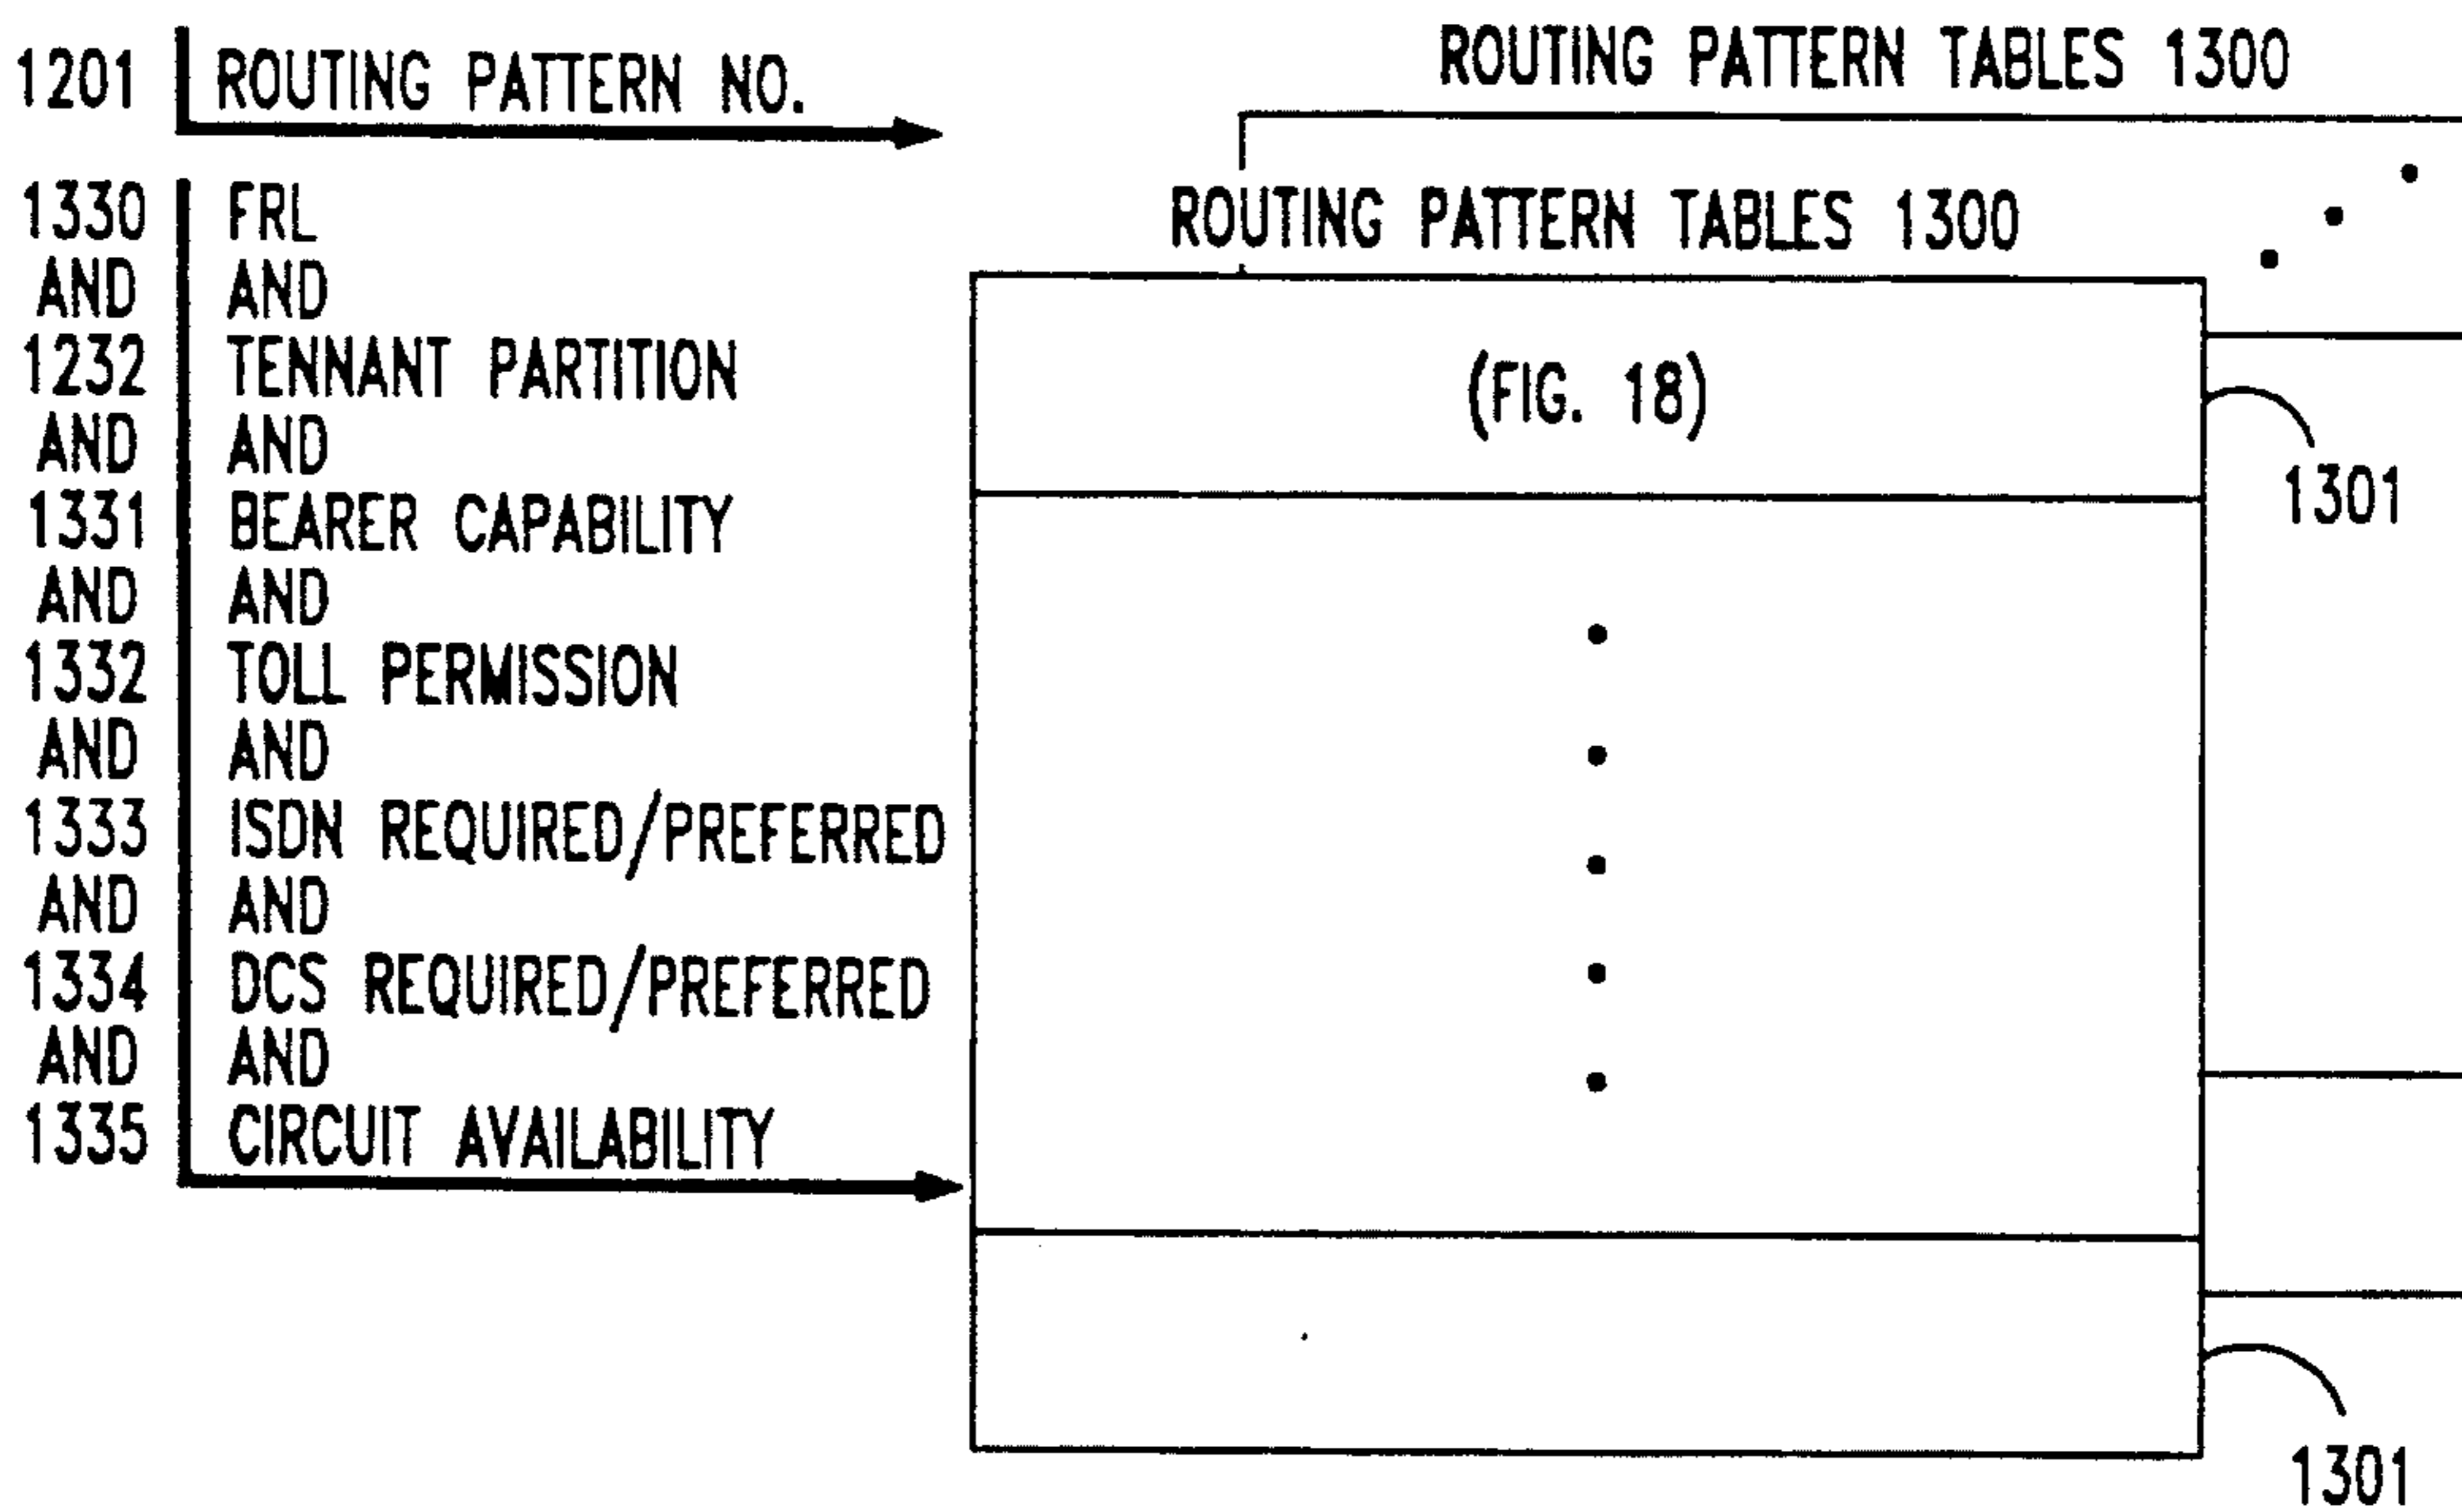 1201 ROUTING PATTERN NO.
ROUTING PATTERN TABLES 1300
ROUTING PATTERN TABLES 1300
1330 FRL
AND AND
1232 TENNANT PARTITION
AND AND
1331 BEARER CAPABILITY
AND AND
1332 TOLL PERMISSION
AND AND
1333 ISDN REQUIRED/PREFERRED
AND AND
1334 DCS REQUIRED/PREFERRED
AND AND
1335 CIRCUIT AVAILABILITY
(FIG. 18)
1301
1301